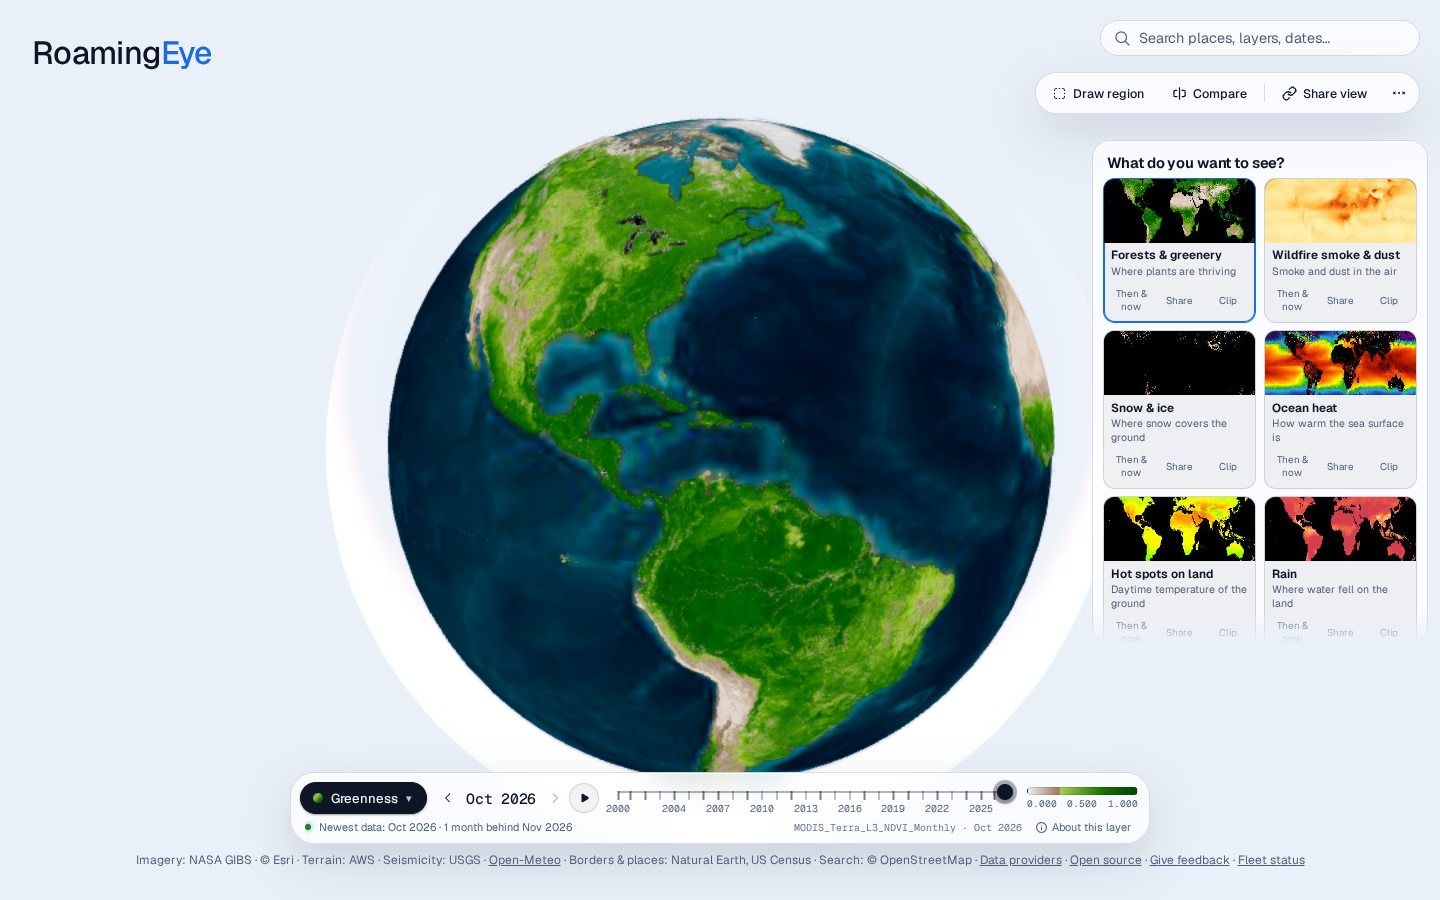 RoamingEye
Search places, layers, dates...
Draw region
Compare
Share view
What do you want to see?
Forests & greenery
Where plants are thriving
Then & now
Share
Clip
Wildfire smoke & dust
Smoke and dust in the air
Then & now
Share
Clip
Snow & ice
Where snow covers the
ground
Then & now
Share
Clip
Ocean heat
How warm the sea surface
is
Then & now
Share
Clip
Hot spots on land
Daytime temperature of the
ground
Then & now
Share
Clip
Rain
Where water fell on the
land
Then & now
Share
Clip
Greenness
Oct 2026
2000 2004 2007 2010 2013 2016 2019 2022 2025
0.000 0.500 1.000
Newest data: Oct 2026 · 1 month behind Nov 2026
MODIS_Terra_L3_NDVI_Monthly · Oct 2026
About this layer
Imagery: NASA GIBS · © Esri · Terrain: AWS · Seismicity: USGS · Open-Meteo · Borders & places: Natural Earth, US Census · Search: © OpenStreetMap · Data providers · Open source · Give feedback · Fleet status